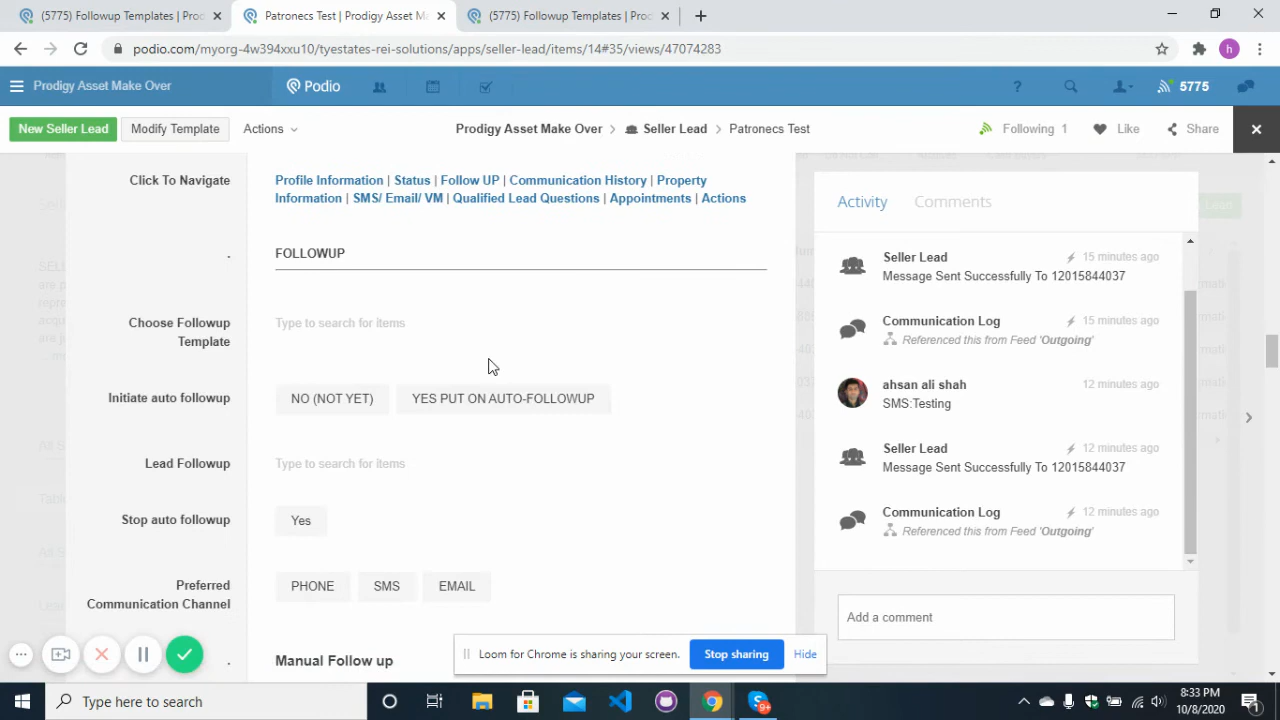 (5775) Followup Templates | Proc
Patronecs Test | Prodigy Asset Ma
(5775) Followup Templates | Proc
podio.com/myorg-4w394xxu10/tyestates-rei-solutions/apps/seller-lead/items/14#35/views/47074283
h
Prodigy Asset Make Over
Podio
?
5775
New Seller Lead
Modify Template
Actions
Prodigy Asset Make Over > Seller Lead > Patronecs Test
Following 1
Like
Share
Click To Navigate
Profile Information | Status | Follow UP | Communication History | Property
Information | SMS/ Email/ VM | Qualified Lead Questions | Appointments | Actions
.
FOLLOWUP
Choose Followup
Template
Type to search for items
Initiate auto followup
NO (NOT YET)
YES PUT ON AUTO-FOLLOWUP
Lead Followup
Type to search for items
Stop auto followup
Yes
Preferred
Communication Channel
PHONE
SMS
EMAIL
.
Manual Follow up
Activity
Comments
Seller Lead
15 minutes ago
Message Sent Successfully To 12015844037
Communication Log
15 minutes ago
Referenced this from Feed 'Outgoing'
ahsan ali shah
12 minutes ago
SMS:Testing
Seller Lead
12 minutes ago
Message Sent Successfully To 12015844037
Communication Log
12 minutes ago
Referenced this from Feed 'Outgoing'
Add a comment
Loom for Chrome is sharing your screen.
Stop sharing
Hide
Type here to search
9+
8:33 PM
10/8/2020
1